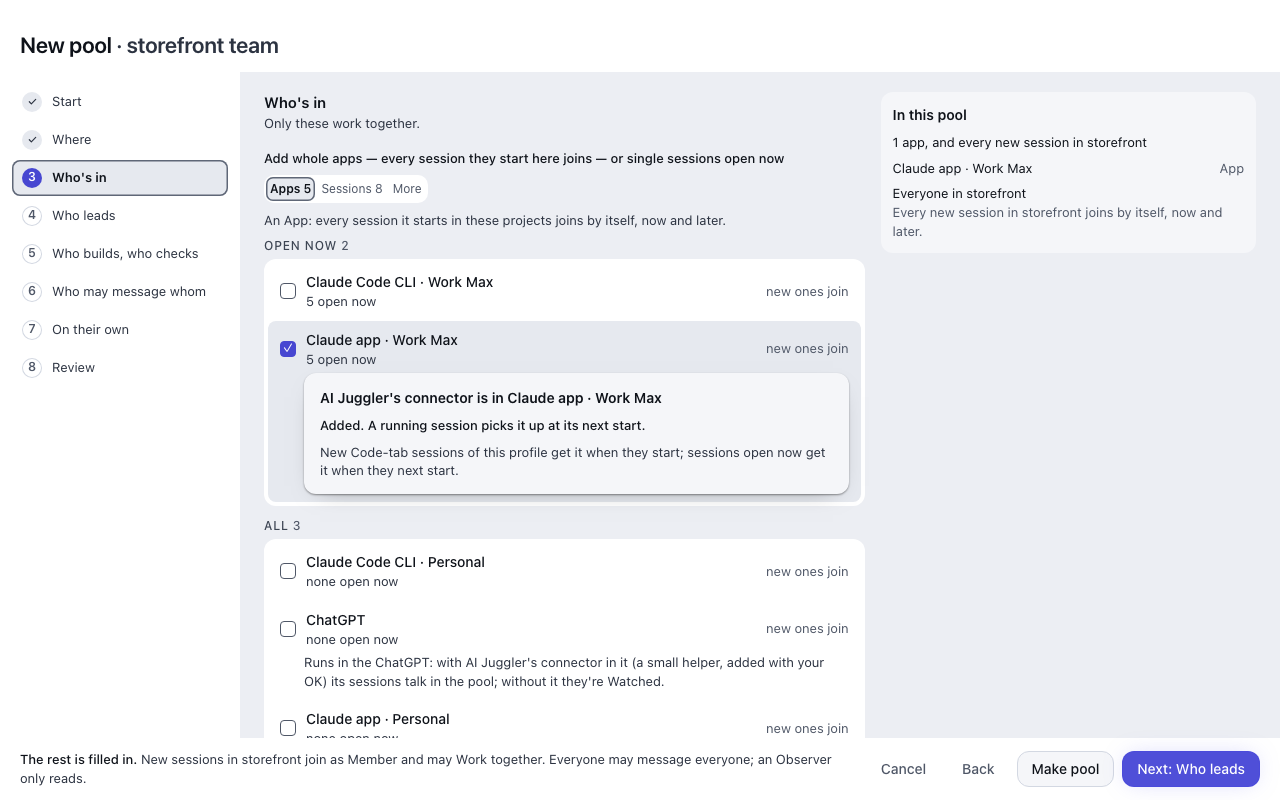 New pool · storefront team
Start
Where
3 Who's in
4 Who leads
5 Who builds, who checks
6 Who may message whom
7 On their own
8 Review
Who's in
Only these work together.
Add whole apps — every session they start here joins — or single sessions open now
Apps 5 Sessions 8 More
An App: every session it starts in these projects joins by itself, now and later.
OPEN NOW 2
Claude Code CLI · Work Max
5 open now
new ones join
Claude app · Work Max
5 open now
new ones join
AI Juggler's connector is in Claude app · Work Max
Added. A running session picks it up at its next start.
New Code-tab sessions of this profile get it when they start; sessions open now get
it when they next start.
ALL 3
Claude Code CLI · Personal
none open now
new ones join
ChatGPT
none open now
new ones join
Runs in the ChatGPT: with AI Juggler's connector in it (a small helper, added with your
OK) its sessions talk in the pool; without it they're Watched.
Claude app · Personal
none open now
new ones join
In this pool
1 app, and every new session in storefront
Claude app · Work Max App
Everyone in storefront
Every new session in storefront joins by itself, now and
later.
The rest is filled in. New sessions in storefront join as Member and may Work together. Everyone may message everyone; an Observer
only reads.
Cancel
Back
Make pool
Next: Who leads